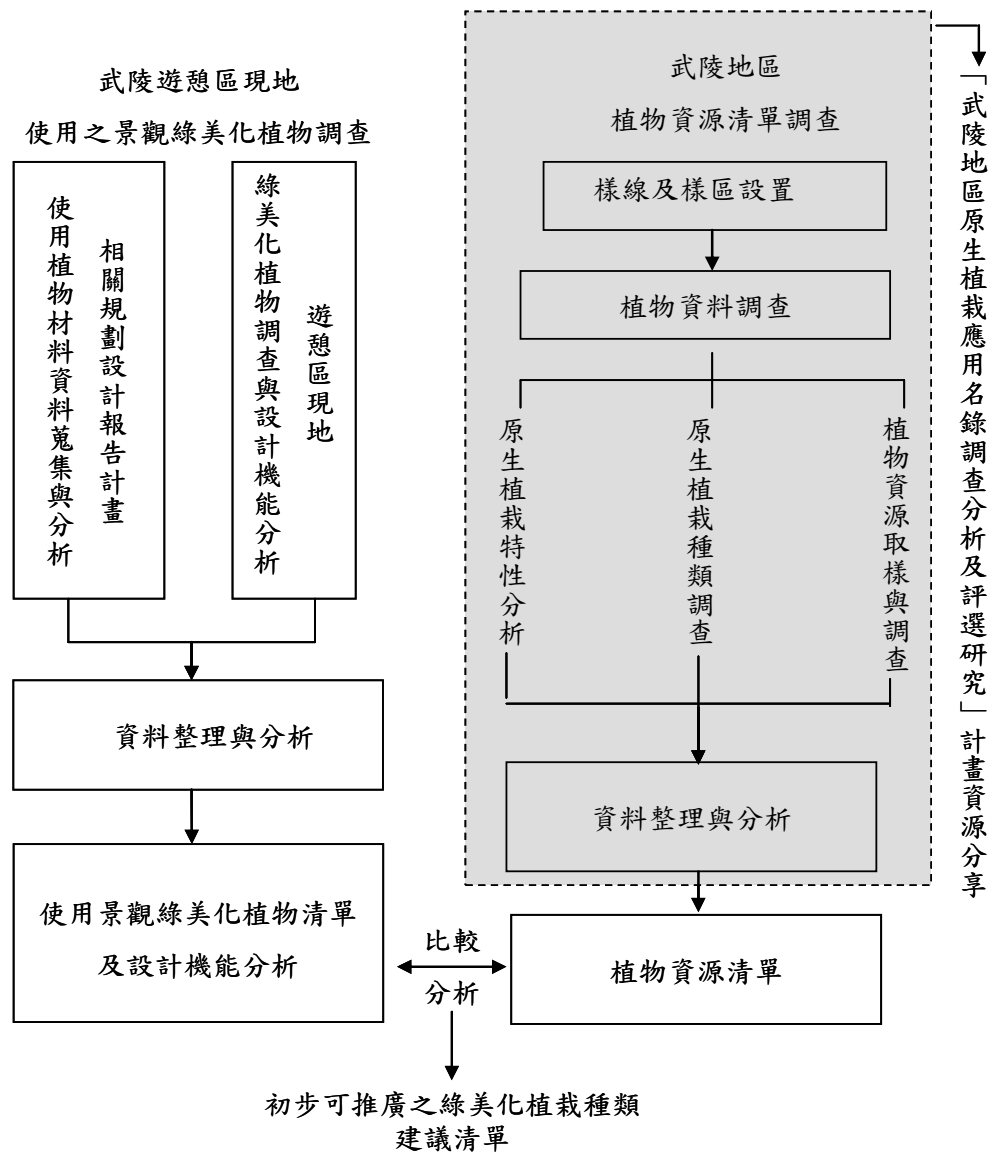 武陵遊憩區現地
使用之景觀綠美化植物調查
相關規劃設計報告計畫
使用植物材料資料蒐集與分析
遊憩區現地
綠美化植物調查與設計機能分析
資料整理與分析
使用景觀綠美化植物清單
及設計機能分析
武陵地區
植物資源清單調查
樣線及樣區設置
植物資料調查
原生植栽特性分析
原生植栽種類調查
植物資源取樣與調查
資料整理與分析
植物資源清單
「武陵地區原生植栽應用名錄調查分析及評選研究」計畫資源分享
比較
分析
初步可推廣之綠美化植栽種類
建議清單